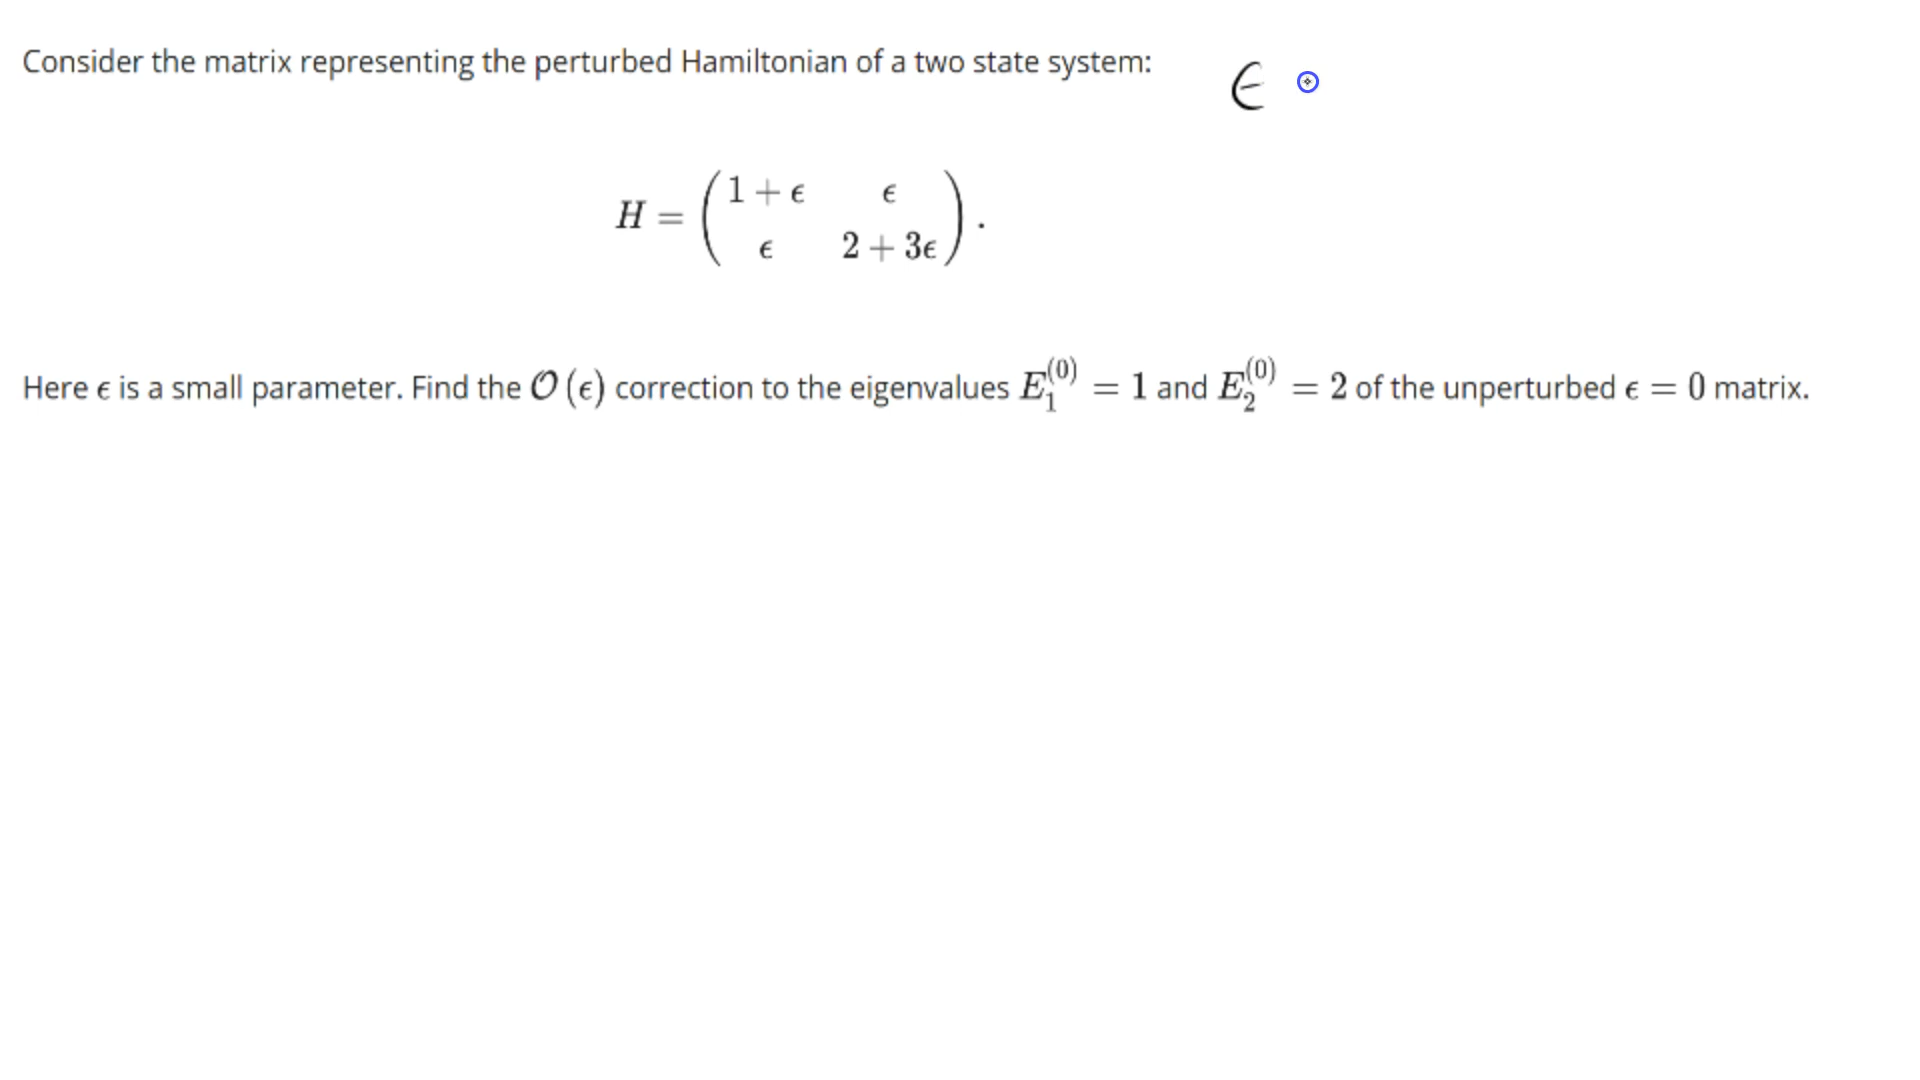 Consider the matrix representing the perturbed Hamiltonian of a two state system: ϵ
H = ( 1 + ϵ ϵ
ϵ 2 + 3ϵ ) .
Here ϵ is a small parameter. Find the 𝒪 (ϵ) correction to the eigenvalues E₁⁽⁰⁾ = 1 and E₂⁽⁰⁾ = 2 of the unperturbed ϵ = 0 matrix.